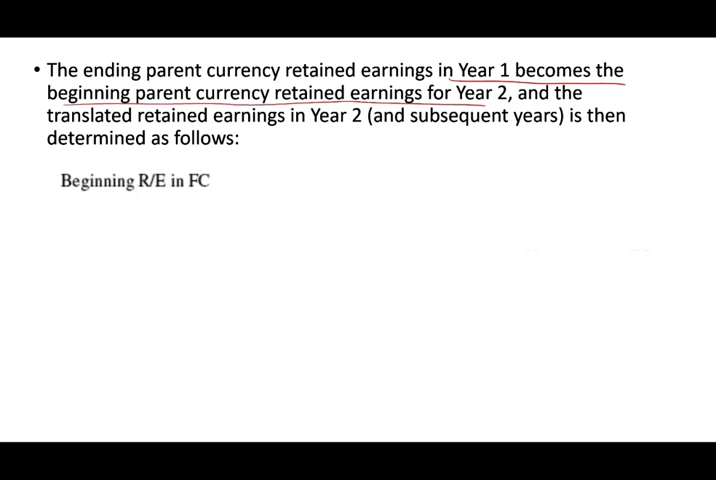 • The ending parent currency retained earnings in Year 1 becomes the
beginning parent currency retained earnings for Year 2, and the
translated retained earnings in Year 2 (and subsequent years) is then
determined as follows:
Beginning R/E in FC